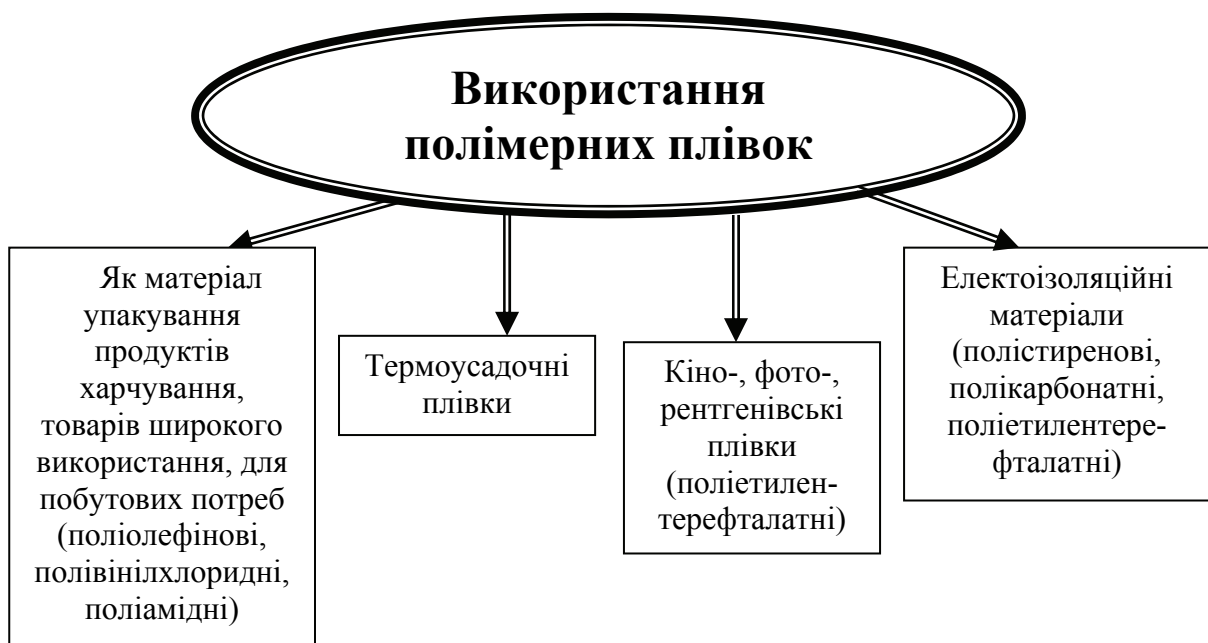 Використання
полімерних плівок
Як матеріал
упакування
продуктів
харчування,
товарів широкого
використання, для
побутових потреб
(поліолефінові,
полівінілхлоридні,
поліамідні)
Термоусадочні
плівки
Кіно-, фото-,
рентгенівські
плівки
(поліетилен-
терефталатні)
Електоізоляційні
матеріали
(полістиренові,
полікарбонатні,
поліетилентере-
фталатні)